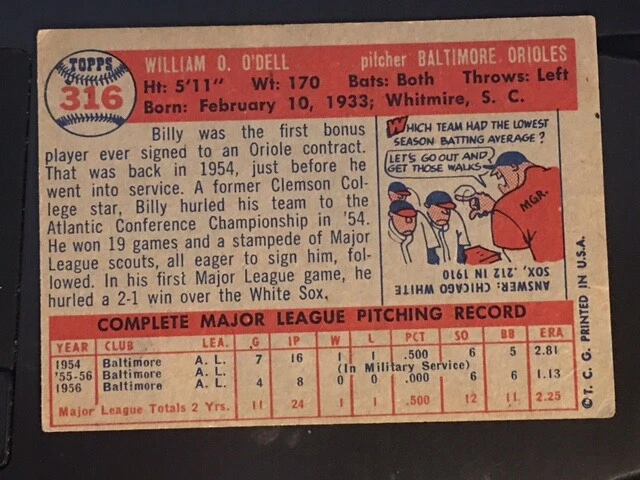 TOPPS
316
WILLIAM O. O'DELL pitcher BALTIMORE ORIOLES
Ht: 5'11" Wt: 170 Bats: Both Throws: Left
Born: February 10, 1933; Whitmire, S. C.
Billy was the first bonus
player ever signed to an Oriole contract.
That was back in 1954, just before he
went into service. A former Clemson Col-
lege star, Billy hurled his team to the
Atlantic Conference Championship in '54.
He won 19 games and a stampede of Major
League scouts, all eager to sign him, fol-
lowed. In his first Major League game, he
hurled a 2-1 win over the White Sox.
WHICH TEAM HAD THE LOWEST
SEASON BATTING AVERAGE?
LET'S GO OUT AND
GET THOSE WALKS
MGR.
ANSWER: CHICAGO WHITE
SOX, .212 IN 1910
COMPLETE MAJOR LEAGUE PITCHING RECORD
YEAR CLUB LEA. G IP W L PCT SO BB ERA
1954 Baltimore A. L. 7 16 1 1 .500 6 5 2.81
'55-56 Baltimore A. L. (In Military Service)
1956 Baltimore A. L. 4 8 0 0 .000 6 6 1.13
Major League Totals 2 Yrs. 11 24 1 1 .500 12 11 2.25
© T. C. G. PRINTED IN U.S.A.